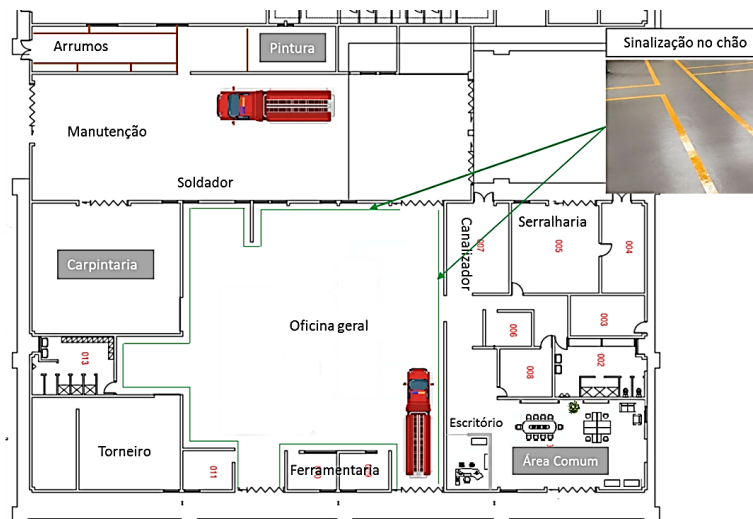 Arrumos
Pintura
Sinalização no chão
Manutenção
Soldador
Canalizador
Serralharia
007
005
004
Carpintaria
Oficina geral
003
006
013
002
008
Escritório
Torneiro
Ferramentaria
Área Comum
011